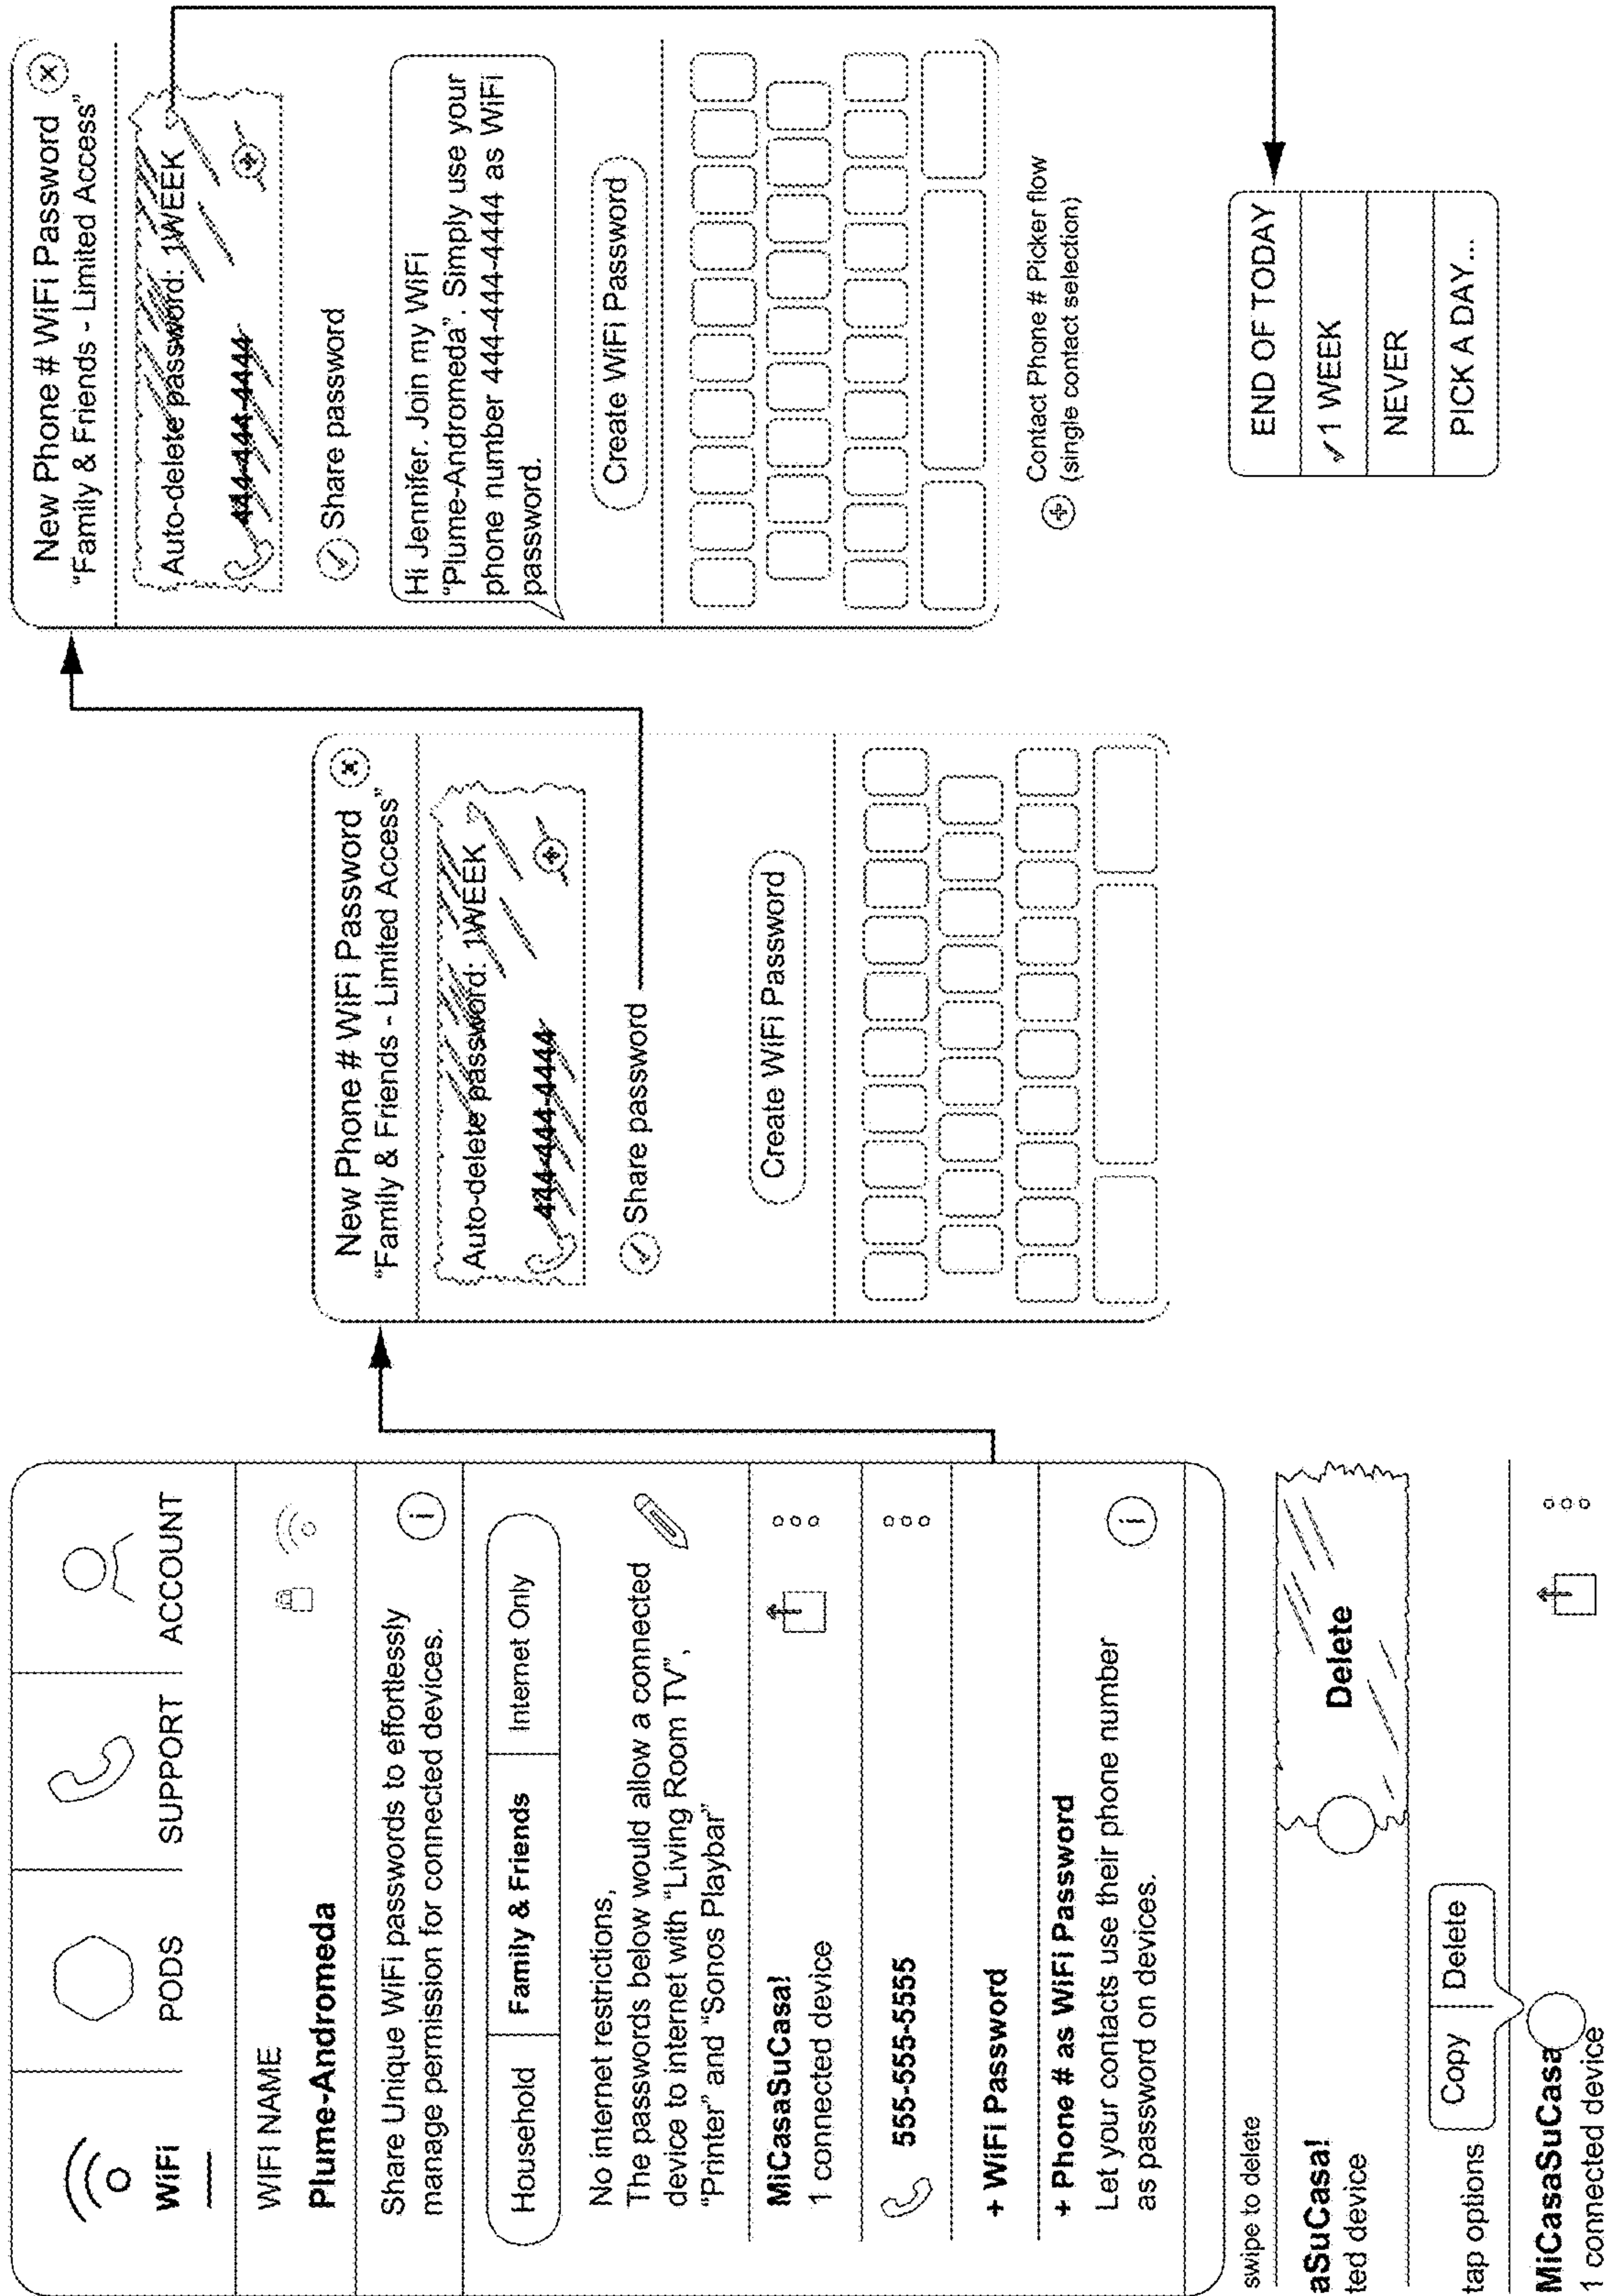 WiFi
PODS
SUPPORT
ACCOUNT
WIFI NAME
Plume-Andromeda
Share Unique WiFi passwords to effortlessly
manage permission for connected devices.
i
Household
Family & Friends
Internet Only
No internet restrictions,
The passwords below would allow a connected
device to internet with "Living Room TV",
"Printer" and "Sonos Playbar"
MiCasaSuCasa!
1 connected device
555-555-5555
+ WiFi Password
+ Phone # as WiFi Password
Let your contacts use their phone number
as password on devices.
i
swipe to delete
aSuCasa!
ted device
Delete
tap options
Copy
Delete
MiCasaSuCasa
1 connected device
New Phone # WiFi Password
"Family & Friends - Limited Access"
Auto-delete password: 1WEEK
444-444-4444
Share password
Create WiFi Password
New Phone # WiFi Password
"Family & Friends - Limited Access"
Auto-delete password: 1WEEK
444-444-4444
Share password
Hi Jennifer. Join my WiFi
"Plume-Andromeda". Simply use your
phone number 444-444-4444 as WiFi
password.
Create WiFi Password
Contact Phone # Picker flow
(single contact selection)
END OF TODAY
✓1 WEEK
NEVER
PICK A DAY...